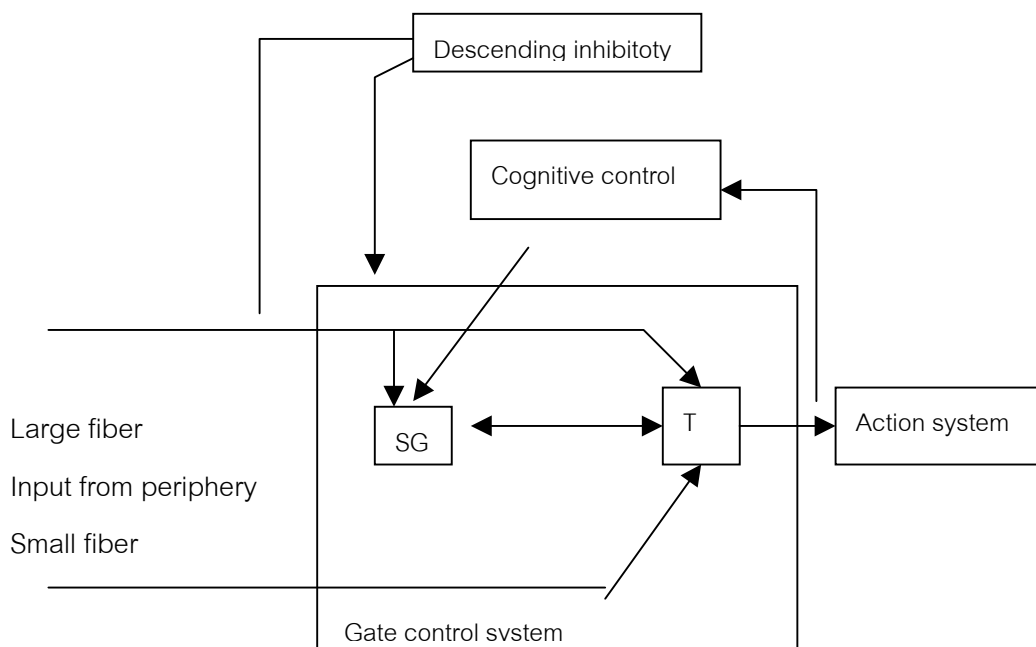 Descending inhibitoty
Cognitive control
Large fiber
Input from periphery
Small fiber
SG
T
Action system
Gate control system